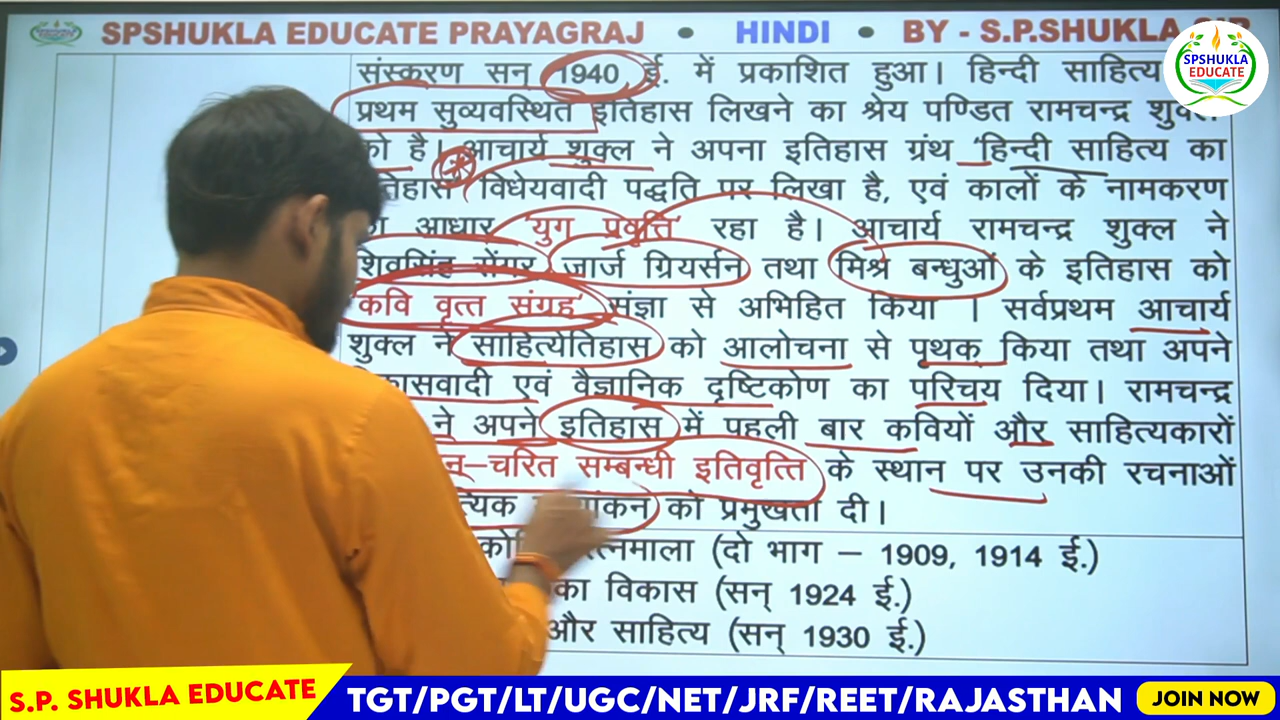 SPSHUKLA EDUCATE PRAYAGRAJ • HINDI • BY - S.P.SHUKLA
SPSHUKLA
EDUCATE
संस्करण सन् 1940 ई. में प्रकाशित हुआ। हिन्दी साहित्य
प्रथम सुव्यवस्थित इतिहास लिखने का श्रेय पण्डित रामचन्द्र
को है। आचार्य शुक्ल ने अपना इतिहास ग्रंथ 'हिन्दी साहित्य का
विधेयवादी पद्धति पर लिखा है, एवं कालों के नामकरण
आधार 'युग प्रवृत्ति' रहा है। आचार्य रामचन्द्र शुक्ल ने
शिवसिंह सेंगर, जार्ज ग्रियर्सन तथा मिश्र बन्धुओं के इतिहास को
'कवि वृत्त संग्रह' संज्ञा से अभिहित किया । सर्वप्रथम आचार्य
शुक्ल ने साहित्येतिहास को आलोचना से पृथक् किया तथा अपने
एवं वैज्ञानिक दृष्टिकोण का परिचय दिया। रामचन्द्र
ने अपने इतिहास में पहली बार कवियों और साहित्यकारों
–चरित सम्बन्धी इतिवृत्ति के स्थान पर उनकी रचनाओं
को प्रमुखता दी।
(दो भाग – 1909, 1914 ई.)
का विकास (सन् 1924 ई.)
और साहित्य (सन् 1930 ई.)
S.P. SHUKLA EDUCATE
TGT/PGT/LT/UGC/NET/JRF/REET/RAJASTHAN
JOIN NOW